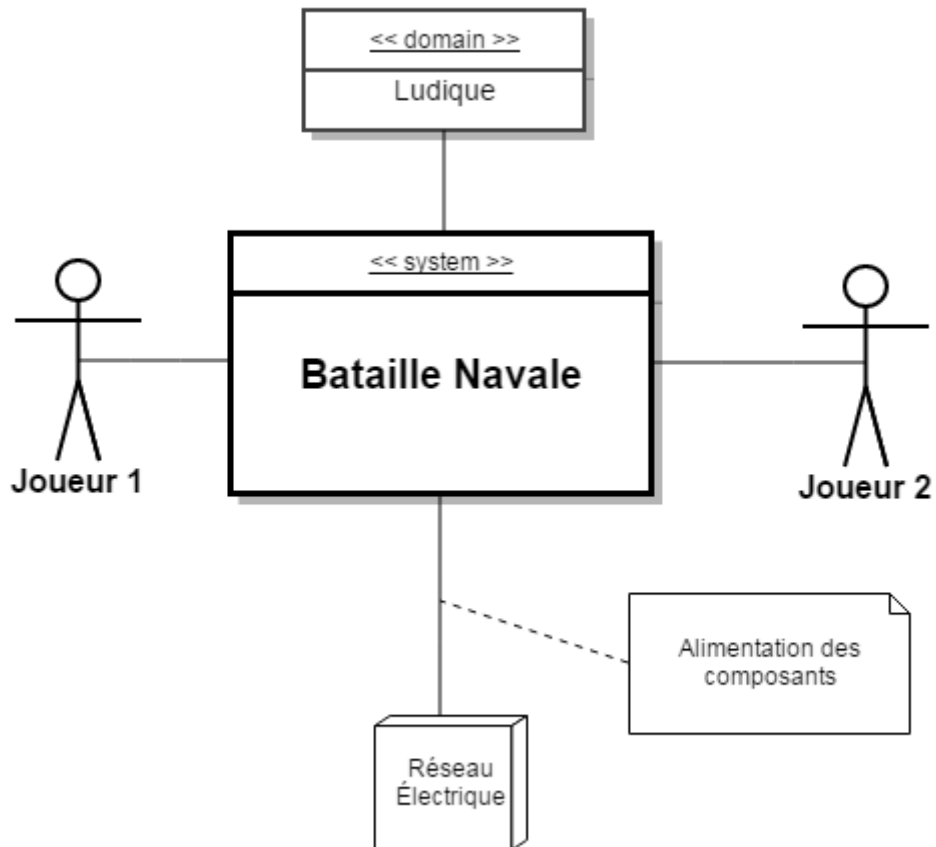 << domain >>
Ludique
<< system >>
Bataille Navale
Joueur 1
Joueur 2
Alimentation des
composants
Réseau
Électrique